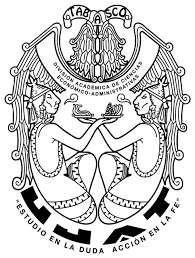 TABASCO
DIVISIÓN ACADÉMICA DE CIENCIAS
ECONÓMICO-ADMINISTRATIVAS
UJAT
"ESTUDIO EN LA DUDA ACCIÓN EN LA FE"